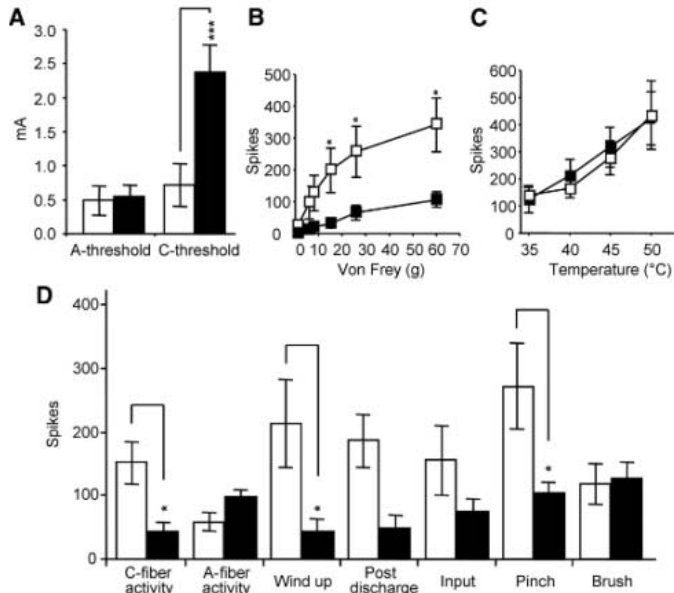 A
3.0
2.5
2.0
1.5
1.0
0.5
0.0
mA
***
A-threshold C-threshold
B
500
400
300
200
100
0
Spikes
* * *
0 10 20 30 40 50 60 70
Von Frey (g)
C
600
500
400
300
200
100
0
Spikes
35 40 45 50
Temperature (°C)
D
400
300
200
100
0
Spikes
* * *
C-fiber A-fiber Wind up Post Input Pinch Brush
activity activity discharge